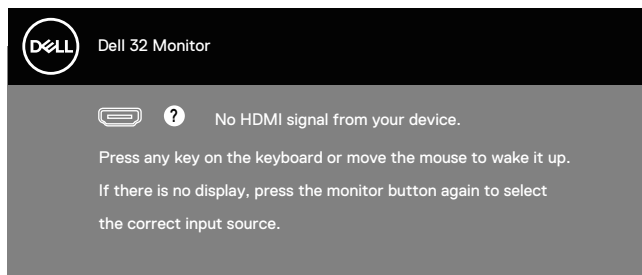 DELL
Dell 32 Monitor
? No HDMI signal from your device.
Press any key on the keyboard or move the mouse to wake it up.
If there is no display, press the monitor button again to select
the correct input source.